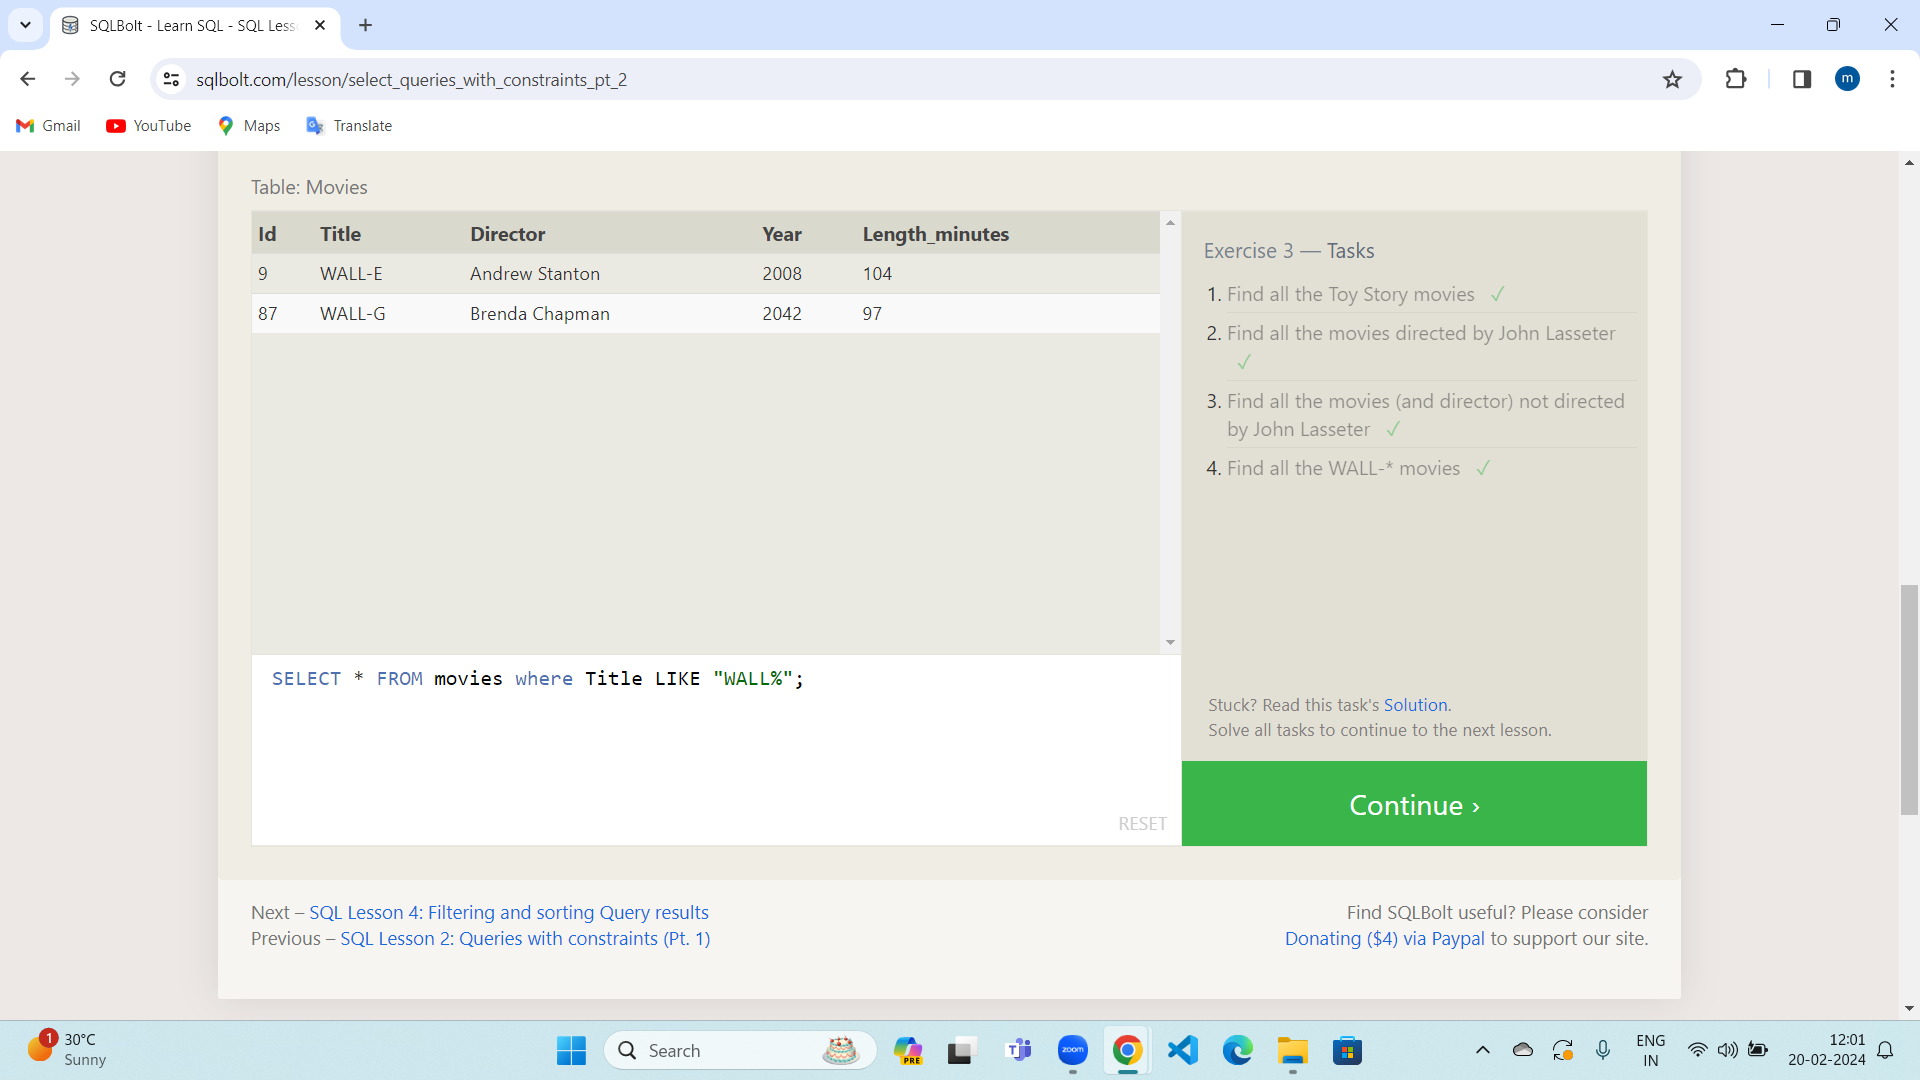 SQLBolt - Learn SQL - SQL Less
sqlbolt.com/lesson/select_queries_with_constraints_pt_2
m
Gmail YouTube Maps Translate
Table: Movies
Id Title Director Year Length_minutes
9 WALL-E Andrew Stanton 2008 104
87 WALL-G Brenda Chapman 2042 97
Exercise 3 — Tasks
1. Find all the Toy Story movies ✓
2. Find all the movies directed by John Lasseter
✓
3. Find all the movies (and director) not directed
by John Lasseter ✓
4. Find all the WALL-* movies ✓
SELECT * FROM movies where Title LIKE "WALL%";
RESET
Stuck? Read this task's Solution.
Solve all tasks to continue to the next lesson.
Continue ›
Next – SQL Lesson 4: Filtering and sorting Query results
Previous – SQL Lesson 2: Queries with constraints (Pt. 1)
Find SQLBolt useful? Please consider
Donating ($4) via Paypal to support our site.
1
30°C
Sunny
Search
PRE
zoom
ENG
IN
12:01
20-02-2024